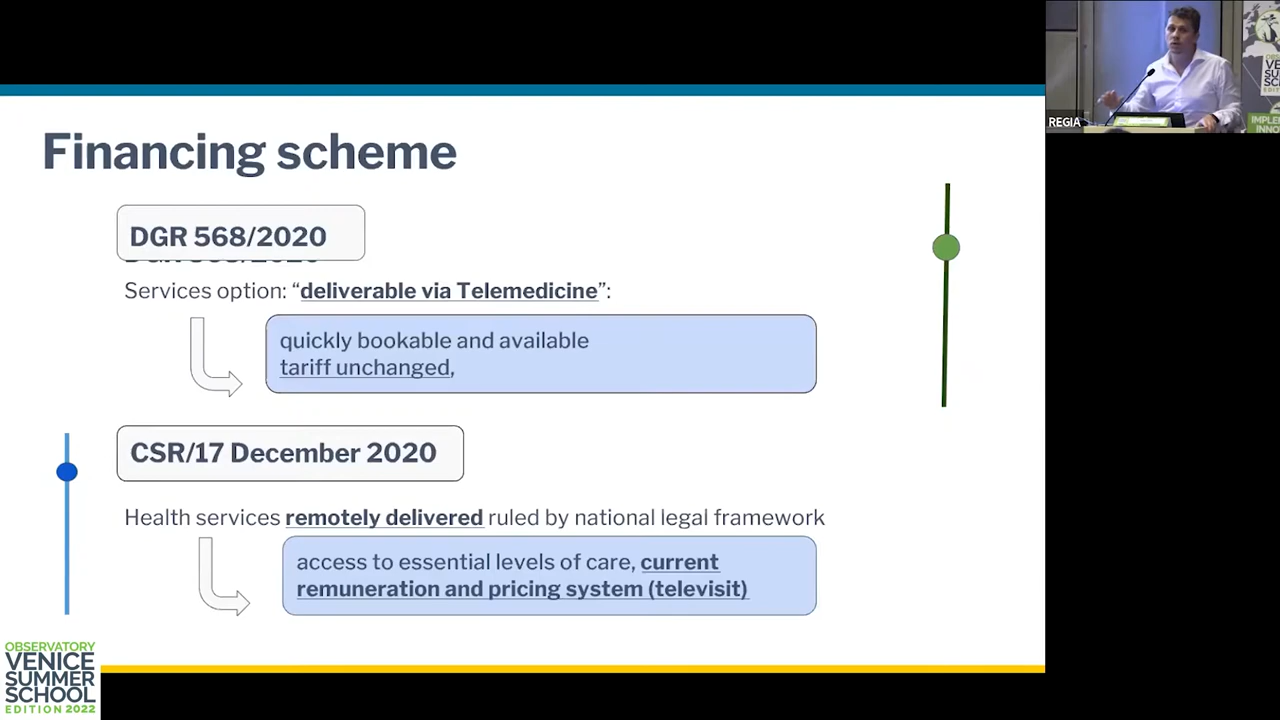 Financing scheme
DGR 568/2020
Services option: “deliverable via Telemedicine”:
quickly bookable and available
tariff unchanged,
CSR/17 December 2020
Health services remotely delivered ruled by national legal framework
access to essential levels of care, current
remuneration and pricing system (televisit)
OBSERVATORY
VENICE
SUMMER
SCHOOL
EDITION 2022
REGIA